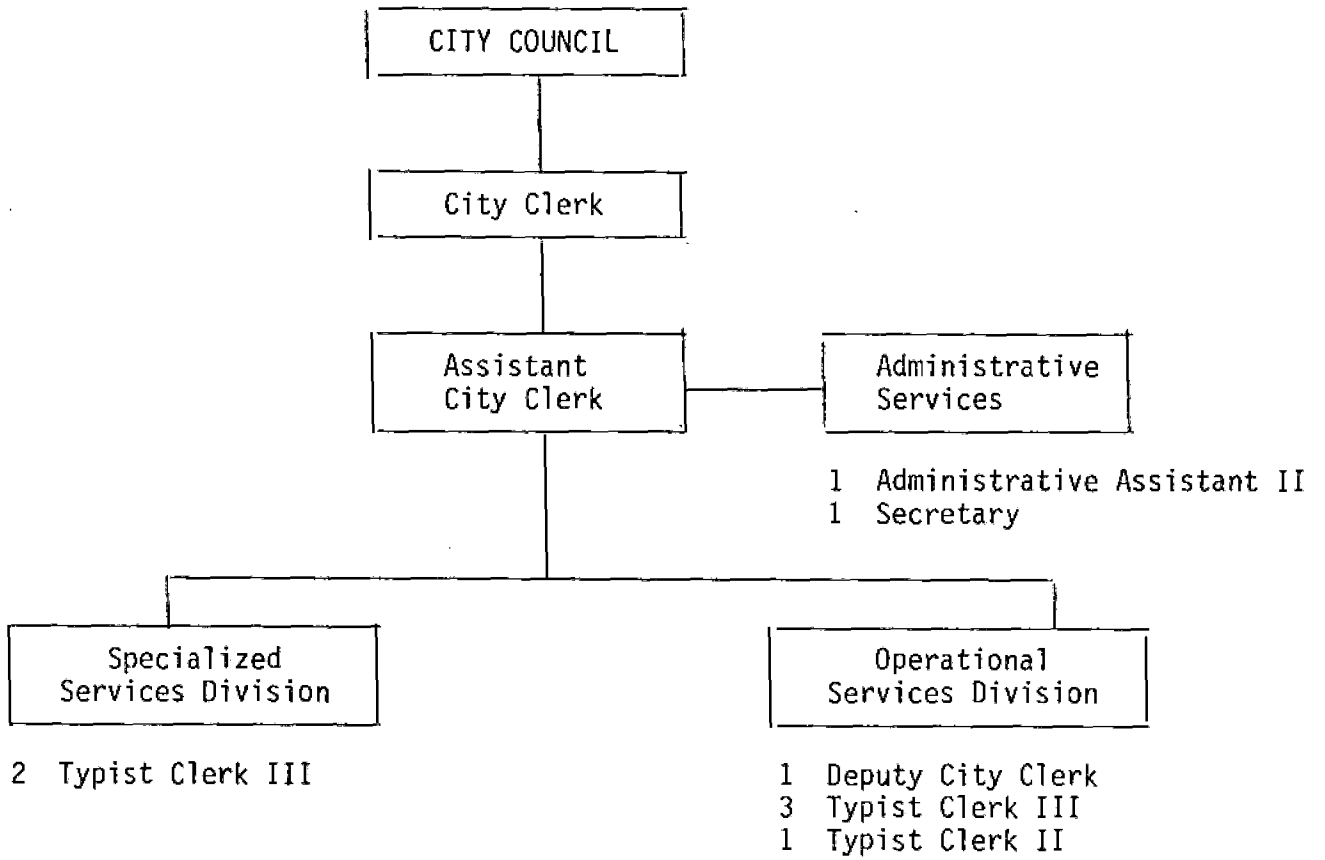 CITY COUNCIL
City Clerk
Assistant
City Clerk
Administrative
Services
1 Administrative Assistant II
1 Secretary
Specialized
Services Division
2 Typist Clerk III
Operational
Services Division
1 Deputy City Clerk
3 Typist Clerk III
1 Typist Clerk II